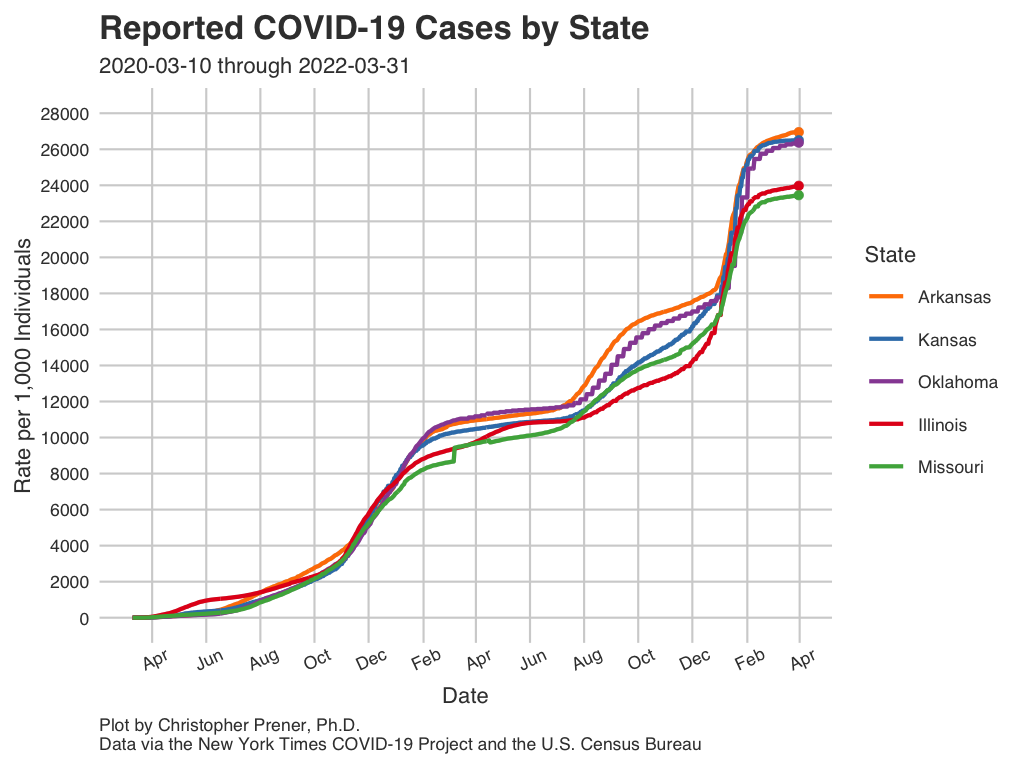 Reported COVID-19 Cases by State
2020-03-10 through 2022-03-31
Rate per 1,000 Individuals
28000
26000
24000
22000
20000
18000
16000
14000
12000
10000
8000
6000
4000
2000
0
Apr Jun Aug Oct Dec Feb Apr Jun Aug Oct Dec Feb Apr
Date
State
Arkansas
Kansas
Oklahoma
Illinois
Missouri
Plot by Christopher Prener, Ph.D.
Data via the New York Times COVID-19 Project and the U.S. Census Bureau